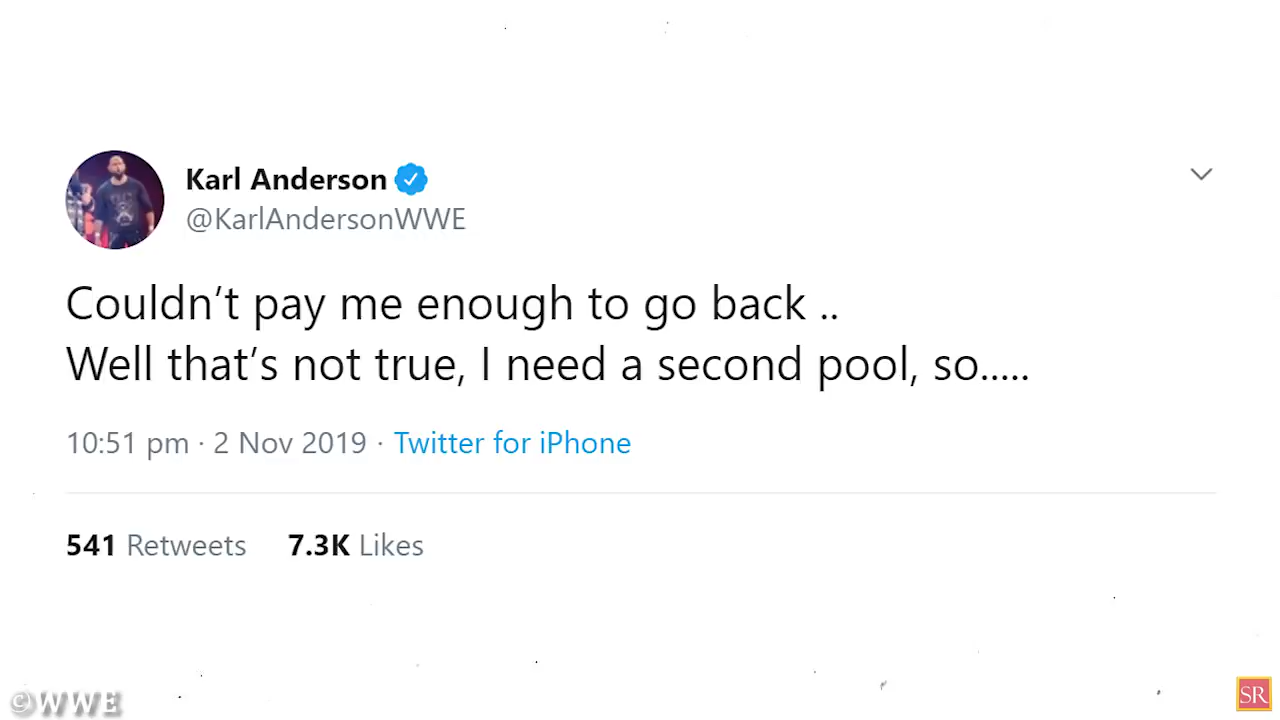 Karl Anderson
@KarlAndersonWWE
Couldn’t pay me enough to go back ..
Well that’s not true, I need a second pool, so.....
10:51 pm · 2 Nov 2019 · Twitter for iPhone
541 Retweets 7.3K Likes
©WWE
SR